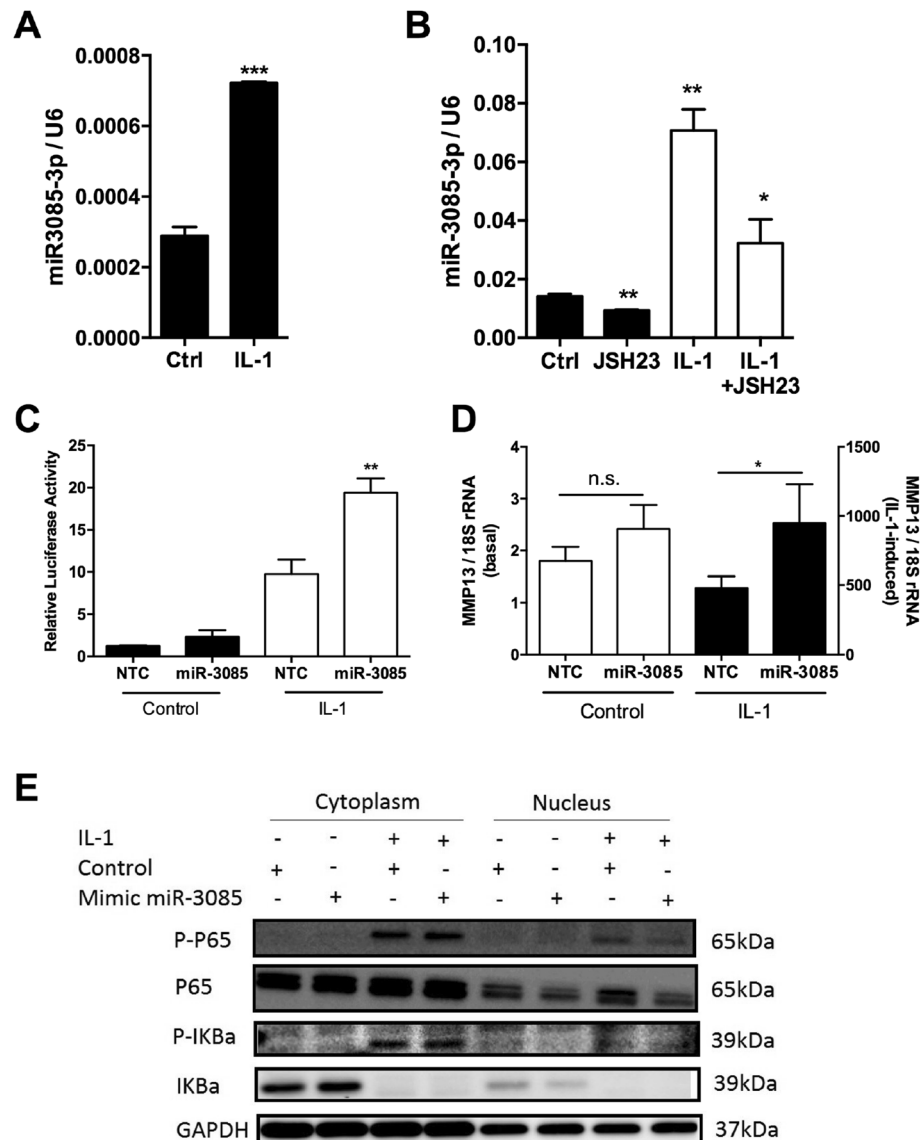 A
miR3085-3p / U6
0.0008
0.0006
0.0004
0.0002
0.0000
***
Ctrl
IL-1
B
miR-3085-3p / U6
0.10
0.08
0.06
0.04
0.02
0.00
**
**
*
Ctrl
JSH23
IL-1
IL-1
+JSH23
C
Relative Luciferase Activity
25
20
15
10
5
0
**
NTC
miR-3085
NTC
miR-3085
Control
IL-1
D
MMP13 / 18S rRNA
(basal)
4
3
2
1
0
n.s.
*
1500
1000
500
0
MMP13 / 18S rRNA
(IL-1-induced)
NTC
miR-3085
NTC
miR-3085
Control
IL-1
E
Cytoplasm
Nucleus
IL-1 - - + + - - + +
Control + - + - + - + -
Mimic miR-3085 - + - + - + - +
P-P65 65kDa
P65 65kDa
P-IKBa 39kDa
IKBa 39kDa
GAPDH 37kDa